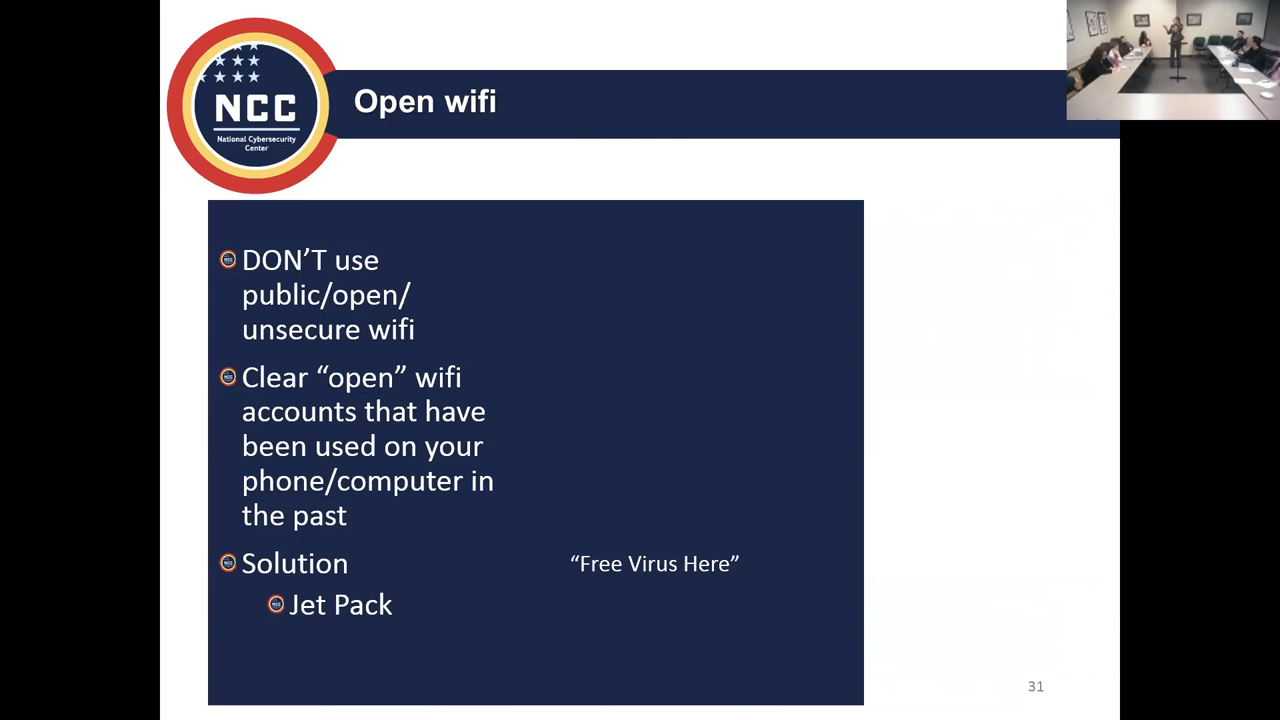 NCC
National Cybersecurity
Center
Open wifi
DON’T use
public/open/
unsecure wifi
Clear “open” wifi
accounts that have
been used on your
phone/computer in
the past
Solution
“Free Virus Here”
Jet Pack
31